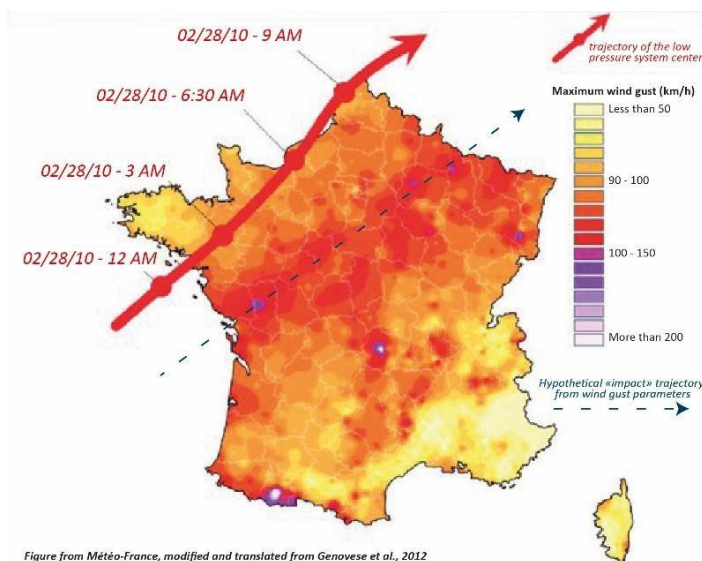 02/28/10 - 9 AM
trajectory of the low
pressure system center
02/28/10 - 6:30 AM
Maximum wind gust (km/h)
Less than 50
02/28/10 - 3 AM
90 - 100
02/28/10 - 12 AM
100 - 150
More than 200
Hypothetical «impact» trajectory
from wind gust parameters
Figure from Météo-France, modified and translated from Genovese et al., 2012